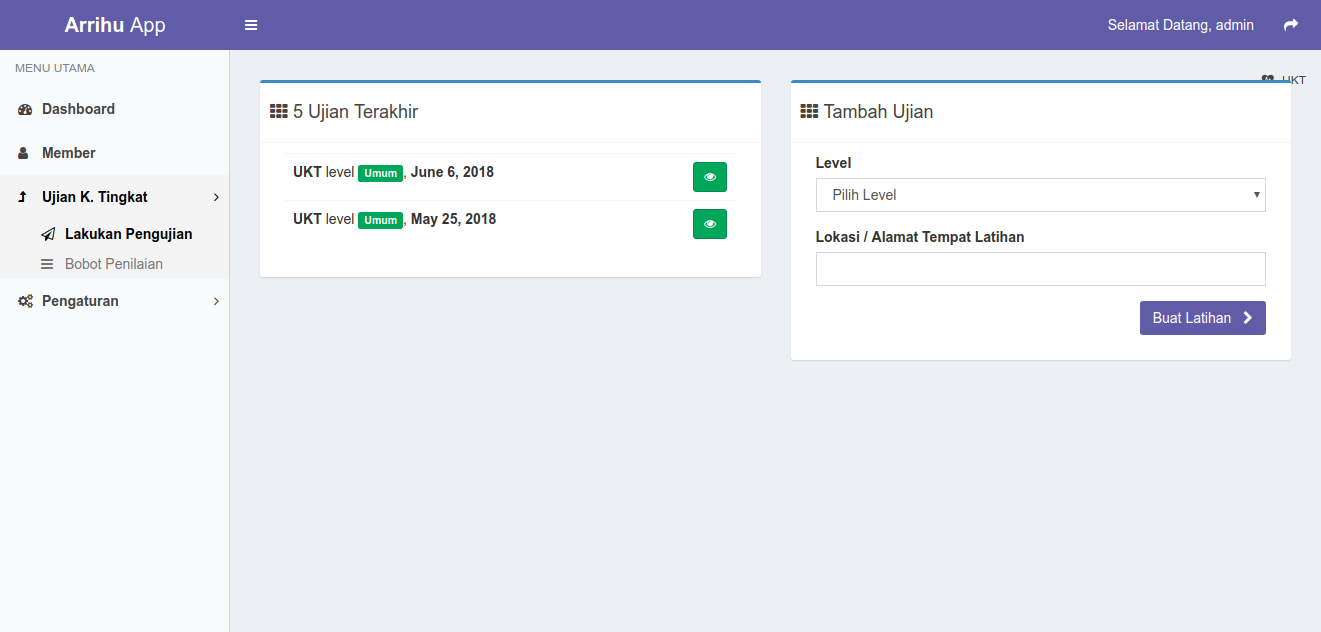 Arrihu App
Selamat Datang, admin
MENU UTAMA
Dashboard
Member
Ujian K. Tingkat
Lakukan Pengujian
Bobot Penilaian
Pengaturan
UKT
5 Ujian Terakhir
UKT level Umum, June 6, 2018
UKT level Umum, May 25, 2018
Tambah Ujian
Level
Pilih Level
Lokasi / Alamat Tempat Latihan
Buat Latihan